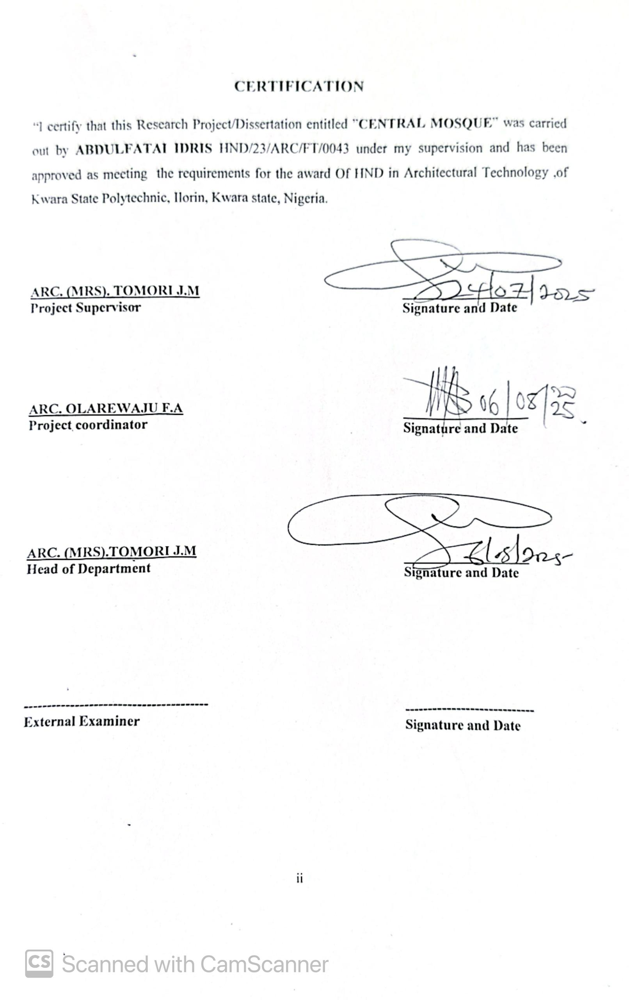 CERTIFICATION
“I certify that this Research Project/Dissertation entitled "CENTRAL MOSQUE" was carried
out by ABDULFATAI IDRIS HND/23/ARC/FT/0043 under my supervision and has been
approved as meeting the requirements for the award Of HND in Architectural Technology ,of
Kwara State Polytechnic, Ilorin, Kwara state, Nigeria.
24/07/2025
ARC. (MRS). TOMORI J.M
Project Supervisor
Signature and Date
06/08/2025.
ARC. OLAREWAJU F.A
Project coordinator
Signature and Date
ARC. (MRS).TOMORI J.M
Head of Department
Signature and Date
External Examiner
Signature and Date
ii
CS Scanned with CamScanner